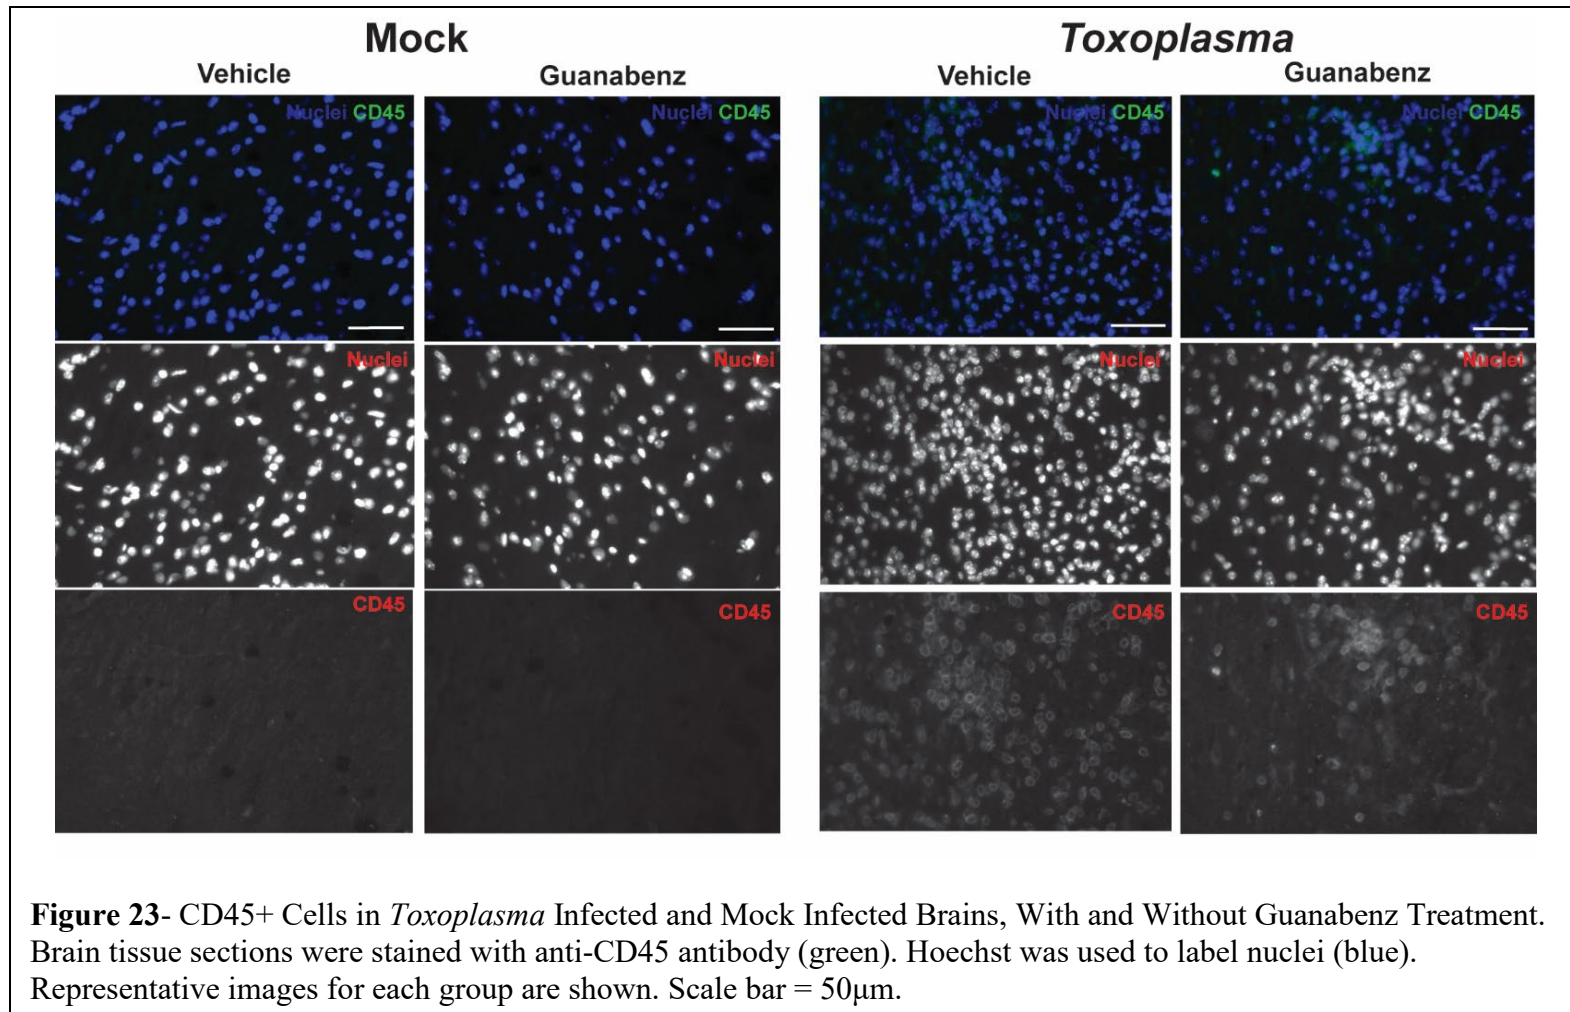 Mock
Toxoplasma
Vehicle
Guanabenz
Vehicle
Guanabenz
Nuclei CD45
Nuclei CD45
Nuclei CD45
Nuclei CD45
Nuclei
Nuclei
Nuclei
Nuclei
CD45
CD45
CD45
CD45
Figure 23- CD45+ Cells in Toxoplasma Infected and Mock Infected Brains, With and Without Guanabenz Treatment.
Brain tissue sections were stained with anti-CD45 antibody (green). Hoechst was used to label nuclei (blue).
Representative images for each group are shown. Scale bar = 50μm.